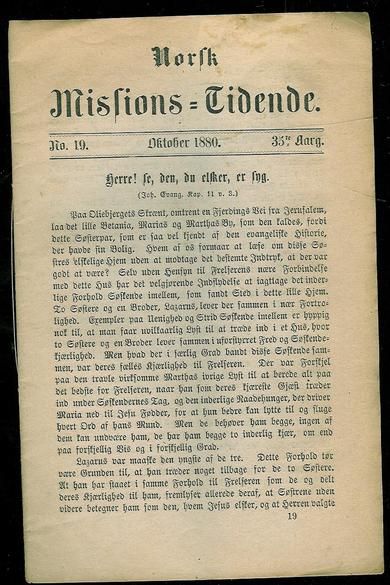 Norsk
Missions=Tidende.
No. 19. Oktober 1880. 35te Aarg.
Herre! se, den, du elsker, er syg.
(Joh. Evang. Kap. 11 v. 3.)
Paa Oliebjergets Skrænt, omtrent en Fjerdings Vei fra Jerusalem,
laa det lille Betania, Marias og Marthas By, som den kaldes, fordi
dette Søsterpar, som er saa vel kjendt af den evangeliske Historie,
der havde sin Bolig. Hvem af os formaar at læse om disse Sø-
stres elskelige Hjem uden at modtage det bestemte Indtryk, at der var
godt at være? Selv uden Hensyn til Frelserens nære Forbindelse
med dette Hus har det velgjørende Indflydelse at iagttage det inder-
lige Forhold Søskende imellem, som fandt Sted i dette lille Hjem.
To Søstere og en Broder, Lazarus, lever der sammen i nær Fortro-
lighed. Exempler paa Uenighed og Strid Søskende imellem er hyppig
nok til, at man faar uvilkaarlig Lyst til at træde ind i et Hus, hvor
to Søstere og en Broder lever sammen i uforstyrret Fred og Søskende-
kjærlighed. Men hvad der i særlig Grad bandt disse Søskende sam-
men, var deres fælles Kjærlighed til Frelseren. Der var Forskjel
paa den travle virksomme Marthas ivrige Lyst til at berede alt paa
det bedste for Frelseren, naar han som deres kjæreste Gjæst træder
ind under Søskendernes Tag, og den inderlige Raadehunger, der driver
Maria ned til Jesu Fødder, for at hun bedre kan lytte til og sluge
hvert Ord af hans Mund. Men de behøver ham begge, ingen af
dem kan undvære ham, de har ham begge to inderlig kjær, om end
paa forskjellig Vis og i forskjellig Grad.
Lazarus var maaske den yngste af de tre. Dette Forhold tør
være Grunden til, at han træder noget tilbage for de to Søstere.
At han har staaet i samme Forhold til Frelseren som de og delt
deres Kjærlighed til ham, fremlyser allerede deraf, at Søstrene uden
videre betegner ham som den, hvem Jesus elsker, og at Herren valgte
19